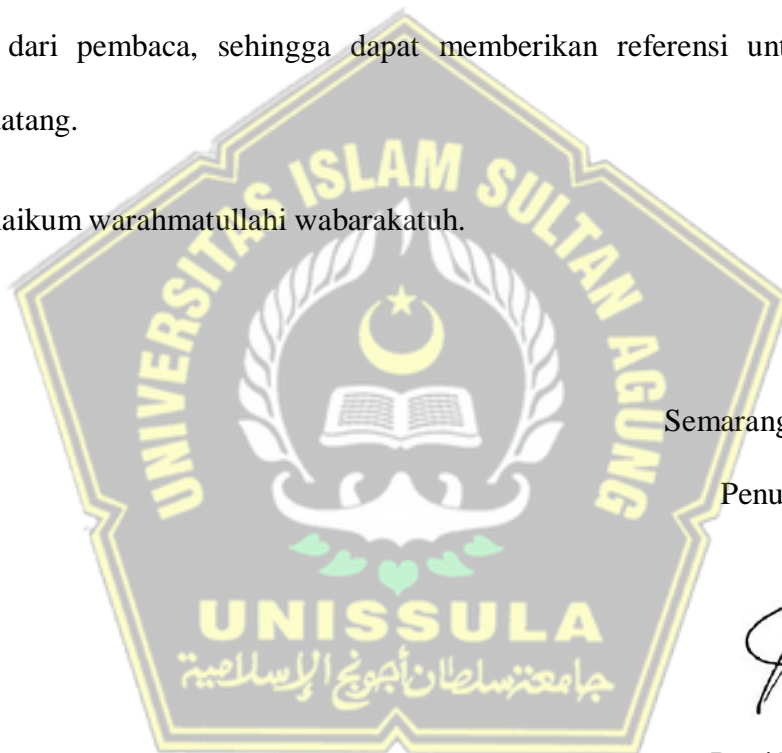 dari pembaca, sehingga dapat memberikan referensi unt
atang.
aikum warahmatullahi wabarakatuh.
UNIVERSITAS ISLAM SULTAN AGUNG
Semarang
Penu
UNISSULA
جامعة سلطان أجونج الإسلامية